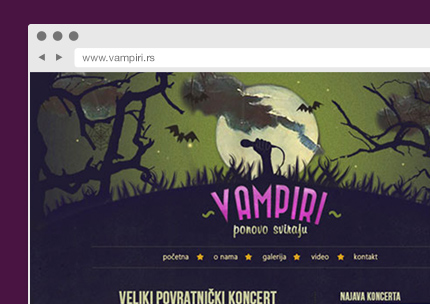 www.vampiri.rs
~VAMPIRI~
ponovo sviraju
početna ★ o nama ★ galerija ★ video ★ kontakt
VELIKI POVRATNIČKI KONCERT
NAJAVA KONCERTA